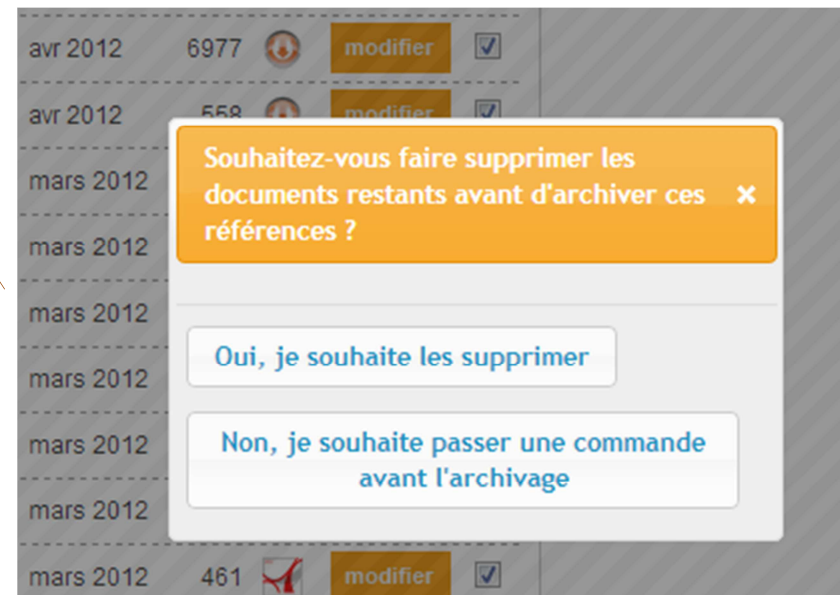 avr 2012 6977 modifier
avr 2012 558 modifier
Souhaitez-vous faire supprimer les
documents restants avant d'archiver ces
références ?
mars 2012
mars 2012
mars 2012
Oui, je souhaite les supprimer
mars 2012
mars 2012
Non, je souhaite passer une commande
avant l'archivage
mars 2012
mars 2012 461 modifier